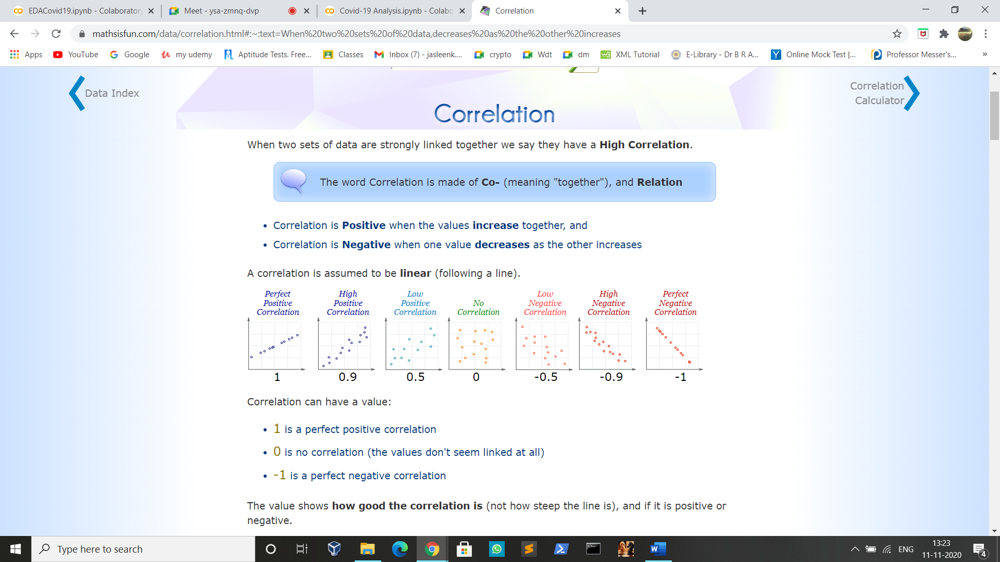 EDACovid19.ipynb - Colaboratory
Meet - ysa-zmnq-dvp
Covid-19 Analysis.ipynb - Colabo
Correlation
mathsisfun.com/data/correlation.html#:~:text=When%20two%20sets%20of%20data,decreases%20as%20the%20other%20increases
Apps
YouTube
Google
my udemy
Aptitude Tests. Free...
Classes
Inbox (7) - jasleenk....
crypto
Wdt
dm
XML Tutorial
E-Library - Dr B R A...
Online Mock Test |...
Professor Messer's...
»
Data Index
Correlation
Calculator
Correlation
When two sets of data are strongly linked together we say they have a High Correlation.
The word Correlation is made of Co- (meaning "together"), and Relation
• Correlation is Positive when the values increase together, and
• Correlation is Negative when one value decreases as the other increases
A correlation is assumed to be linear (following a line).
Perfect
Positive
Correlation
High
Positive
Correlation
Low
Positive
Correlation
No
Correlation
Low
Negative
Correlation
High
Negative
Correlation
Perfect
Negative
Correlation
1
0.9
0.5
0
-0.5
-0.9
-1
Correlation can have a value:
• 1 is a perfect positive correlation
• 0 is no correlation (the values don't seem linked at all)
• -1 is a perfect negative correlation
The value shows how good the correlation is (not how steep the line is), and if it is positive or
negative.
Type here to search
ENG
13:23
11-11-2020
4